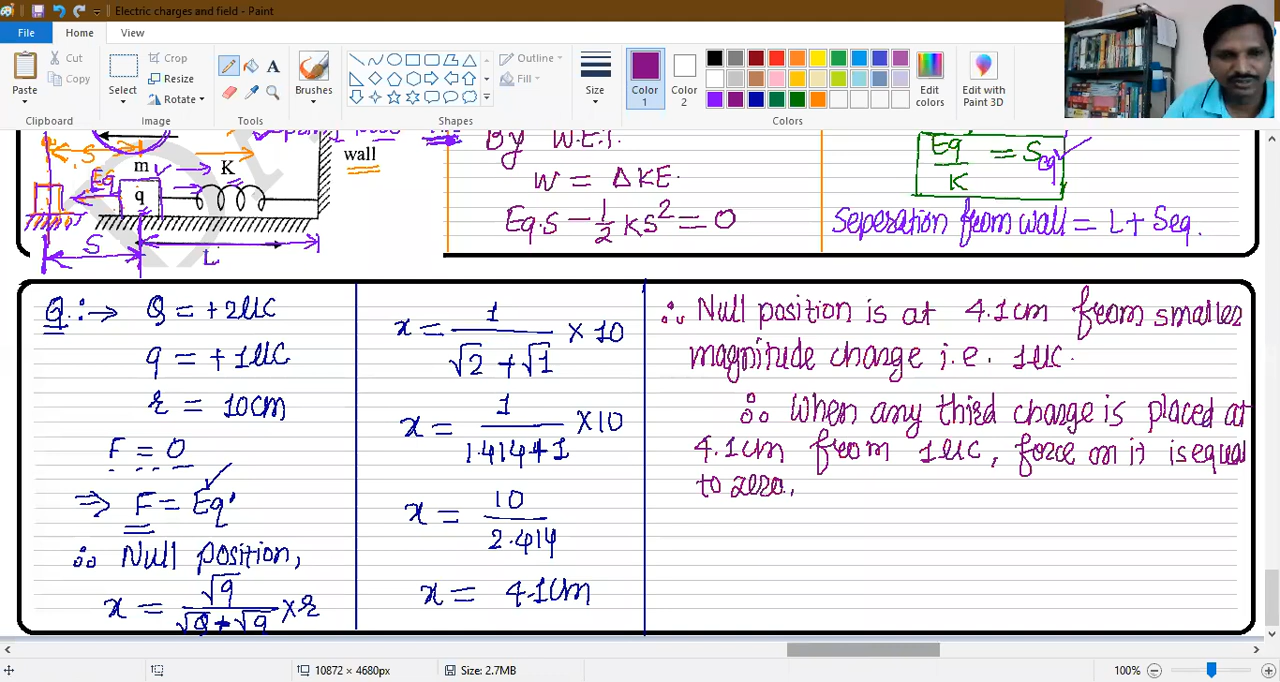 Electric charges and field - Paint
File
Home
View
Paste
Cut
Copy
Clipboard
Select
Crop
Resize
Rotate
Image
Tools
Brushes
Shapes
Outline
Fill
Size
Color 1
Color 2
Edit colors
Edit with Paint 3D
Colors
S
m
K
wall
Eq
q
S
L
By W.E.T.
W = ΔKE.
Eq.S - 1/2 KS² = 0
Eq/K = Seq
Seperation from wall = L + Seq.
Q.:→ Q = +2μC
q = +1μC
r = 10cm
F = 0
⇒ F = Eq'
∴ Null position,
x = √q/(√Q + √q) × r
x = 1/(√2 + √1) × 10
x = 1/(1.414+1) × 10
x = 10/2.414
x = 4.1cm
∴ Null position is at 4.1cm from smaller
magnitude charge i.e. 1μC.
∴ When any third charge is placed at
4.1cm from 1μC, force on it is equal
to zero.
10872 × 4680px
Size: 2.7MB
100%